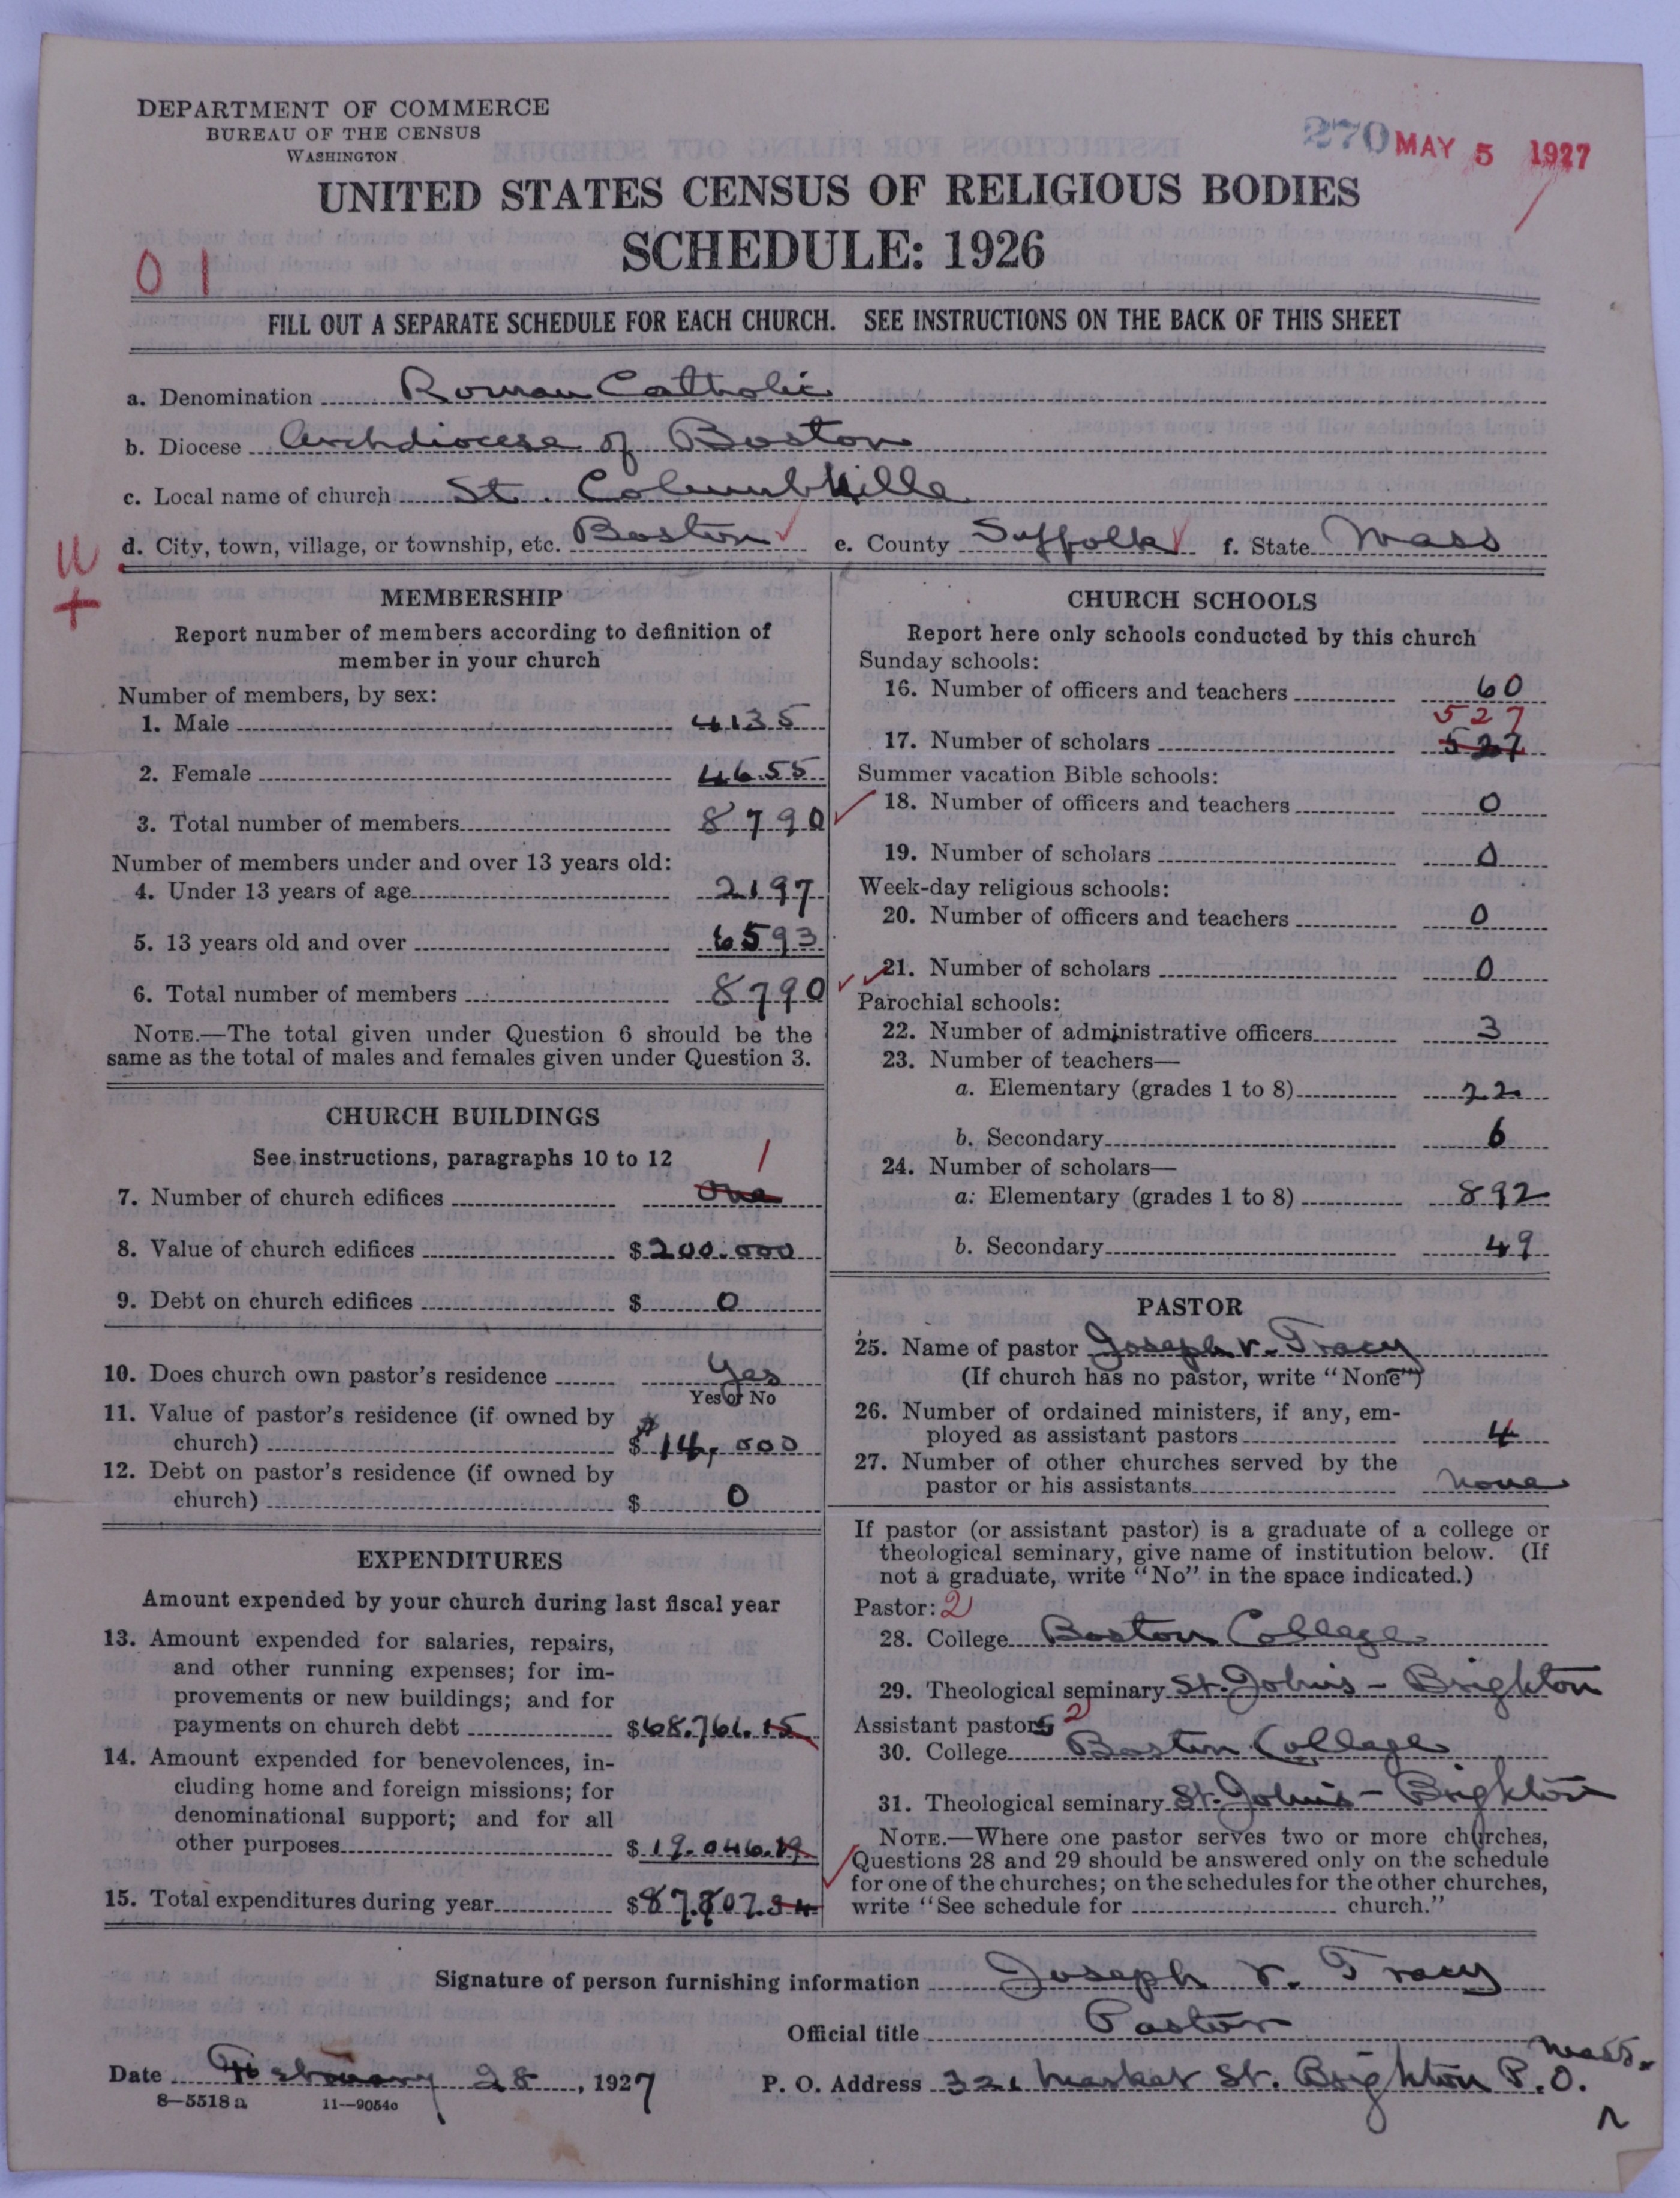 DEPARTMENT OF COMMERCE
BUREAU OF THE CENSUS
WASHINGTON
270 MAY 5 1927
UNITED STATES CENSUS OF RELIGIOUS BODIES
SCHEDULE: 1926
01
FILL OUT A SEPARATE SCHEDULE FOR EACH CHURCH. SEE INSTRUCTIONS ON THE BACK OF THIS SHEET
a. Denomination Roman Catholic
b. Diocese Archdiocese of Boston
c. Local name of church St. Columbkille
d. City, town, village, or township, etc. Boston e. County Suffolk f. State Mass
MEMBERSHIP
Report number of members according to definition of
member in your church
Number of members, by sex:
1. Male 4135
2. Female 4655
3. Total number of members 8790
Number of members under and over 13 years old:
4. Under 13 years of age 2197
5. 13 years old and over 6593
6. Total number of members 8790
NOTE.—The total given under Question 6 should be the
same as the total of males and females given under Question 3.
CHURCH BUILDINGS
See instructions, paragraphs 10 to 12
1
7. Number of church edifices One
8. Value of church edifices $200.000
9. Debt on church edifices $ 0
10. Does church own pastor's residence Yes
Yes or No
11. Value of pastor's residence (if owned by
church) $ 14,000
12. Debt on pastor's residence (if owned by
church) $ 0
EXPENDITURES
Amount expended by your church during last fiscal year
13. Amount expended for salaries, repairs,
and other running expenses; for im-
provements or new buildings; and for
payments on church debt $68.761.15
14. Amount expended for benevolences, in-
cluding home and foreign missions; for
denominational support; and for all
other purposes $19.046.19
15. Total expenditures during year $87.807.34
CHURCH SCHOOLS
Report here only schools conducted by this church
Sunday schools:
16. Number of officers and teachers 60
527
17. Number of scholars 527
Summer vacation Bible schools:
18. Number of officers and teachers 0
19. Number of scholars 0
Week-day religious schools:
20. Number of officers and teachers 0
21. Number of scholars 0
Parochial schools:
22. Number of administrative officers 3
23. Number of teachers—
a. Elementary (grades 1 to 8) 22
b. Secondary 6
24. Number of scholars—
a. Elementary (grades 1 to 8) 892
b. Secondary 49
PASTOR
25. Name of pastor Joseph V. Tracy
(If church has no pastor, write "None")
26. Number of ordained ministers, if any, em-
ployed as assistant pastors 4
27. Number of other churches served by the
pastor or his assistants None
If pastor (or assistant pastor) is a graduate of a college or
theological seminary, give name of institution below. (If
not a graduate, write "No" in the space indicated.)
Pastor: 2
28. College Boston College
29. Theological seminary St. John's - Brighton
Assistant pastors 2
30. College Boston College
31. Theological seminary St. John's - Brighton
NOTE.—Where one pastor serves two or more churches,
Questions 28 and 29 should be answered only on the schedule
for one of the churches; on the schedules for the other churches,
write "See schedule for church."
Signature of person furnishing information Joseph V. Tracy
Official title Pastor
Date February 28, 1927 P. O. Address 321 Market St. Brighton P.O. Mass.
8—5518a 11—9054c